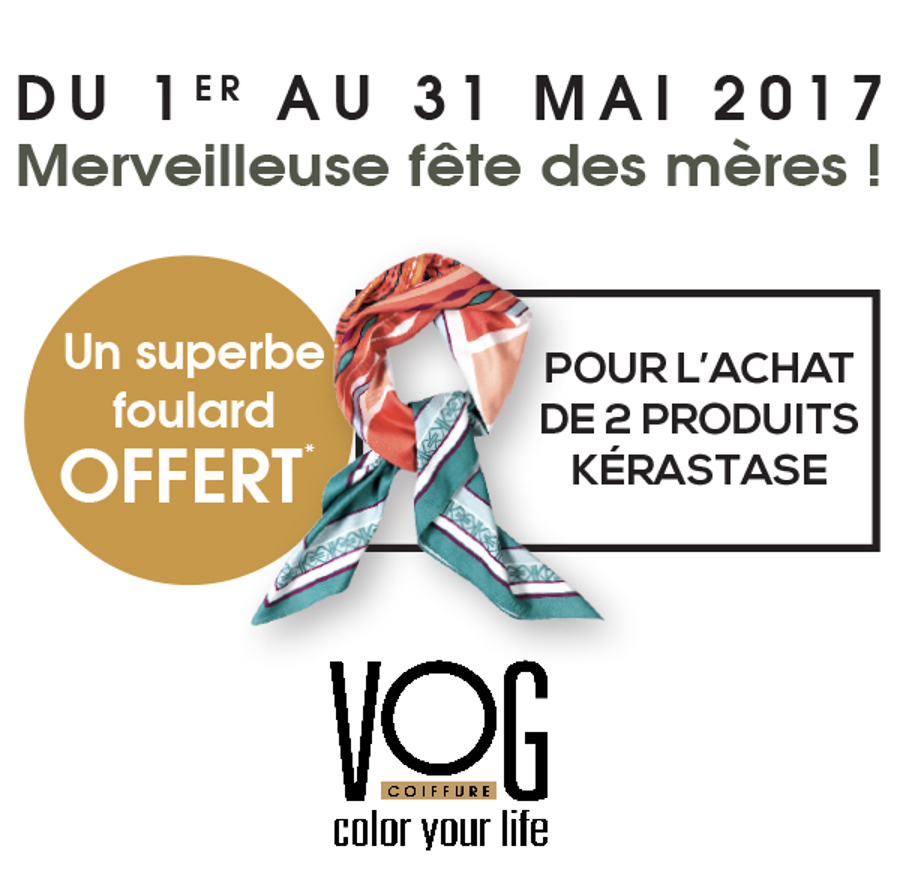 DU 1ER AU 31 MAI 2017
Merveilleuse fête des mères !
Un superbe
foulard
OFFERT*
POUR L'ACHAT
DE 2 PRODUITS
KÉRASTASE
VOG
COIFFURE
color your life